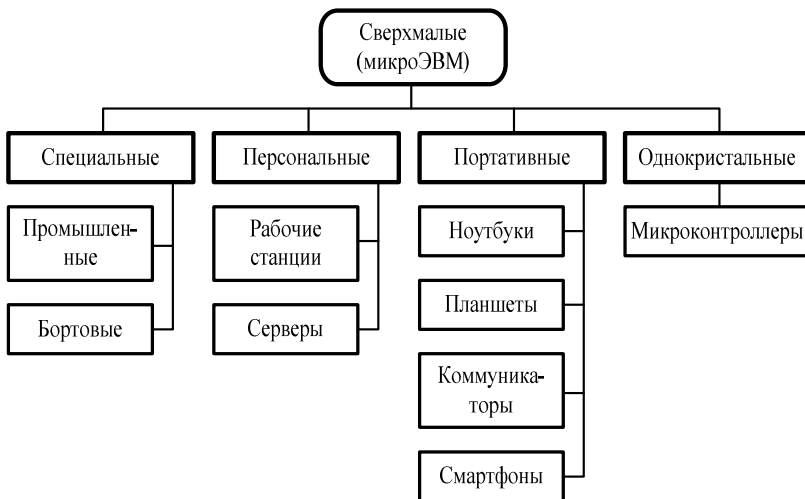 Сверхмалые
(микроЭВМ)
Специальные
Персональные
Портативные
Однокристальные
Промышлен-
ные
Бортовые
Рабочие
станции
Серверы
Ноутбуки
Планшеты
Коммуника-
торы
Смартфоны
Микроконтроллеры